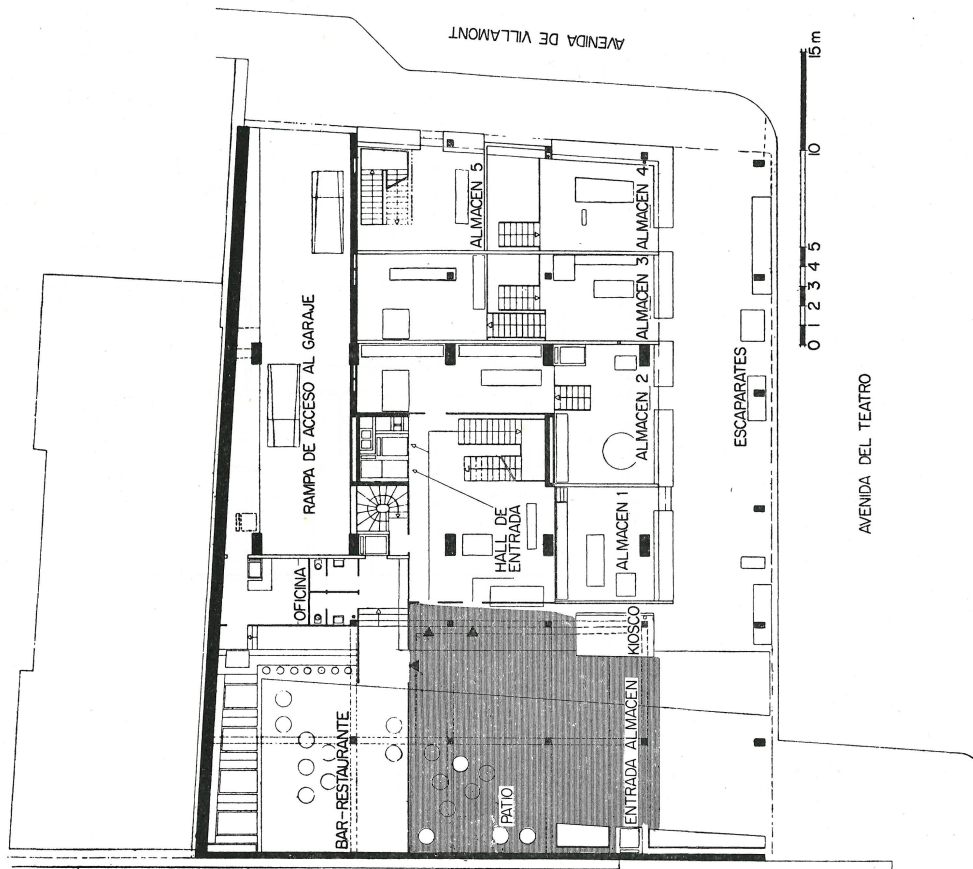 AVENIDA DE VILLAMONT
15 m
10
5
4
3
2
1
0
ALMACEN 5
ALMACEN 4
ALMACEN 3
ALMACEN 2
ALMACEN 1
RAMPA DE ACCESO AL GARAJE
ESCAPARATES
AVENIDA DEL TEATRO
HALL DE
ENTRADA
OFICINA
KIOSCO
BAR-RESTAURANTE
PATIO
ENTRADA ALMACEN